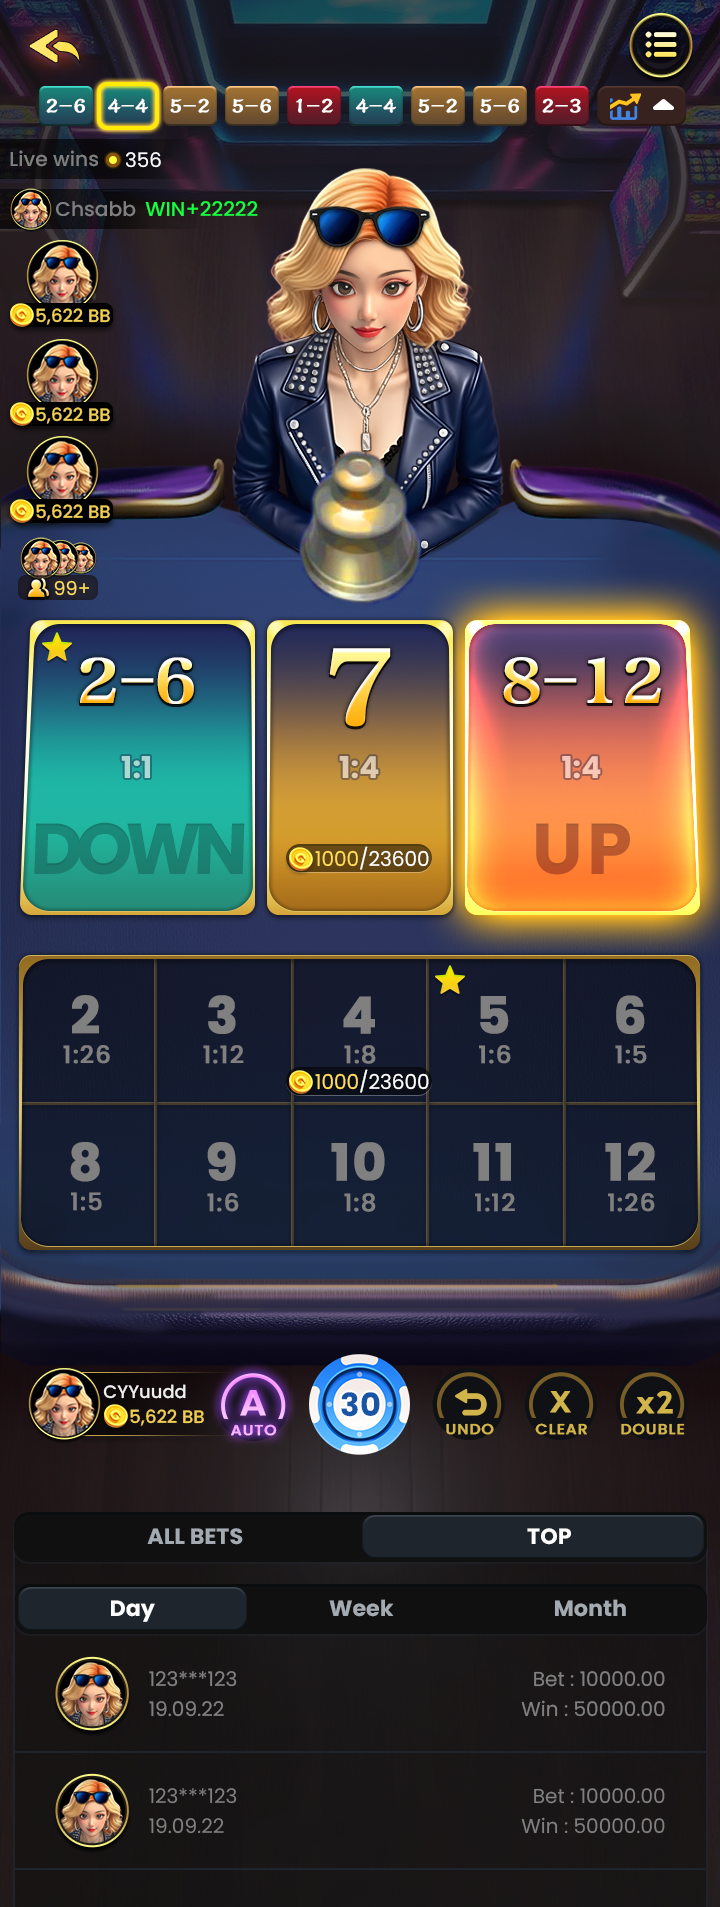 2-6 4-4 5-2 5-6 1-2 4-4 5-2 5-6 2-3
Live wins 356
Chsabb WIN+22222
5,622 BB
5,622 BB
5,622 BB
99+
2-6 7 8-12
1:1 1:4 1:4
DOWN UP
1000/23600
2 3 4 5 6
1:26 1:12 1:8 1:6 1:5
1000/23600
8 9 10 11 12
1:5 1:6 1:8 1:12 1:26
CYYuudd
5,622 BB
A
AUTO
30
UNDO
X
CLEAR
x2
DOUBLE
ALL BETS TOP
Day Week Month
123***123 Bet : 10000.00
19.09.22 Win : 50000.00
123***123 Bet : 10000.00
19.09.22 Win : 50000.00